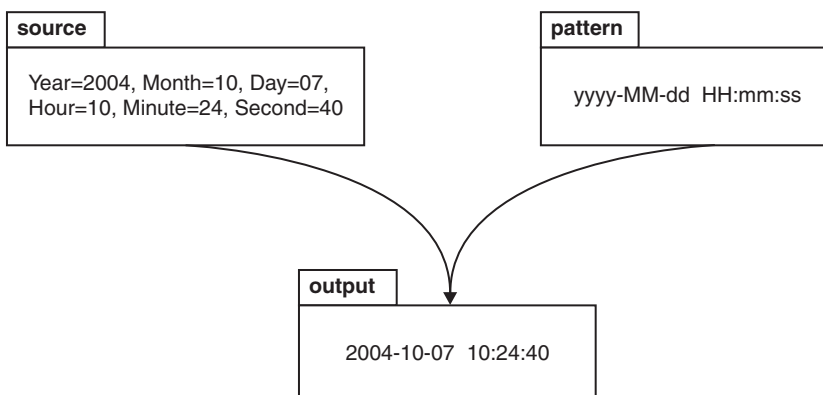 source
Year=2004, Month=10, Day=07,
Hour=10, Minute=24, Second=40
pattern
yyyy-MM-dd HH:mm:ss
output
2004-10-07 10:24:40